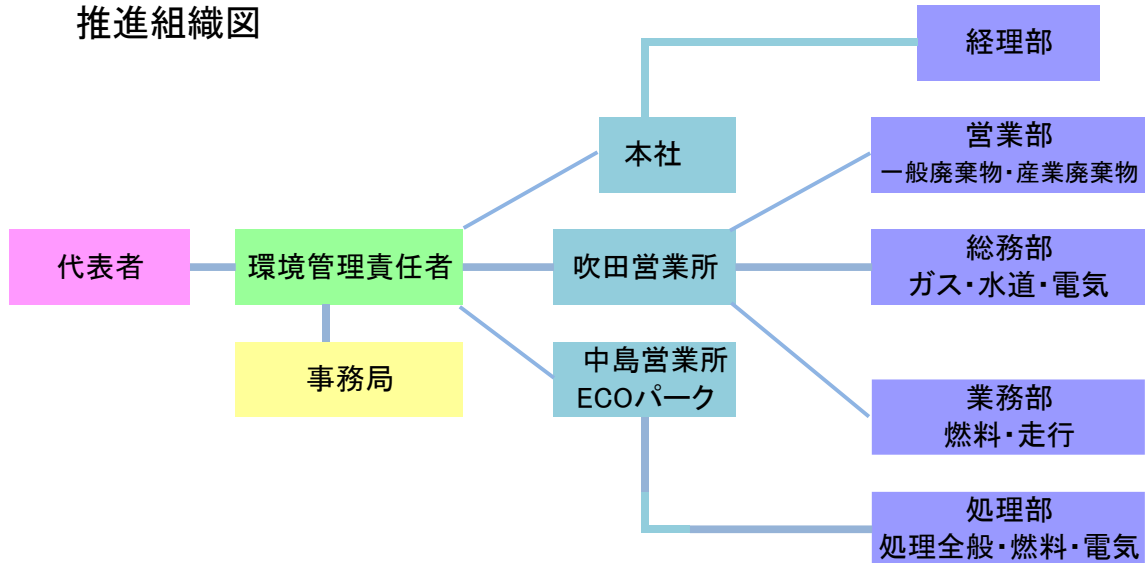 推進組織図
経理部
本社
営業部
一般廃棄物・産業廃棄物
代表者
環境管理責任者
吹田営業所
総務部
ガス・水道・電気
事務局
中島営業所
ECOパーク
業務部
燃料・走行
処理部
処理全般・燃料・電気